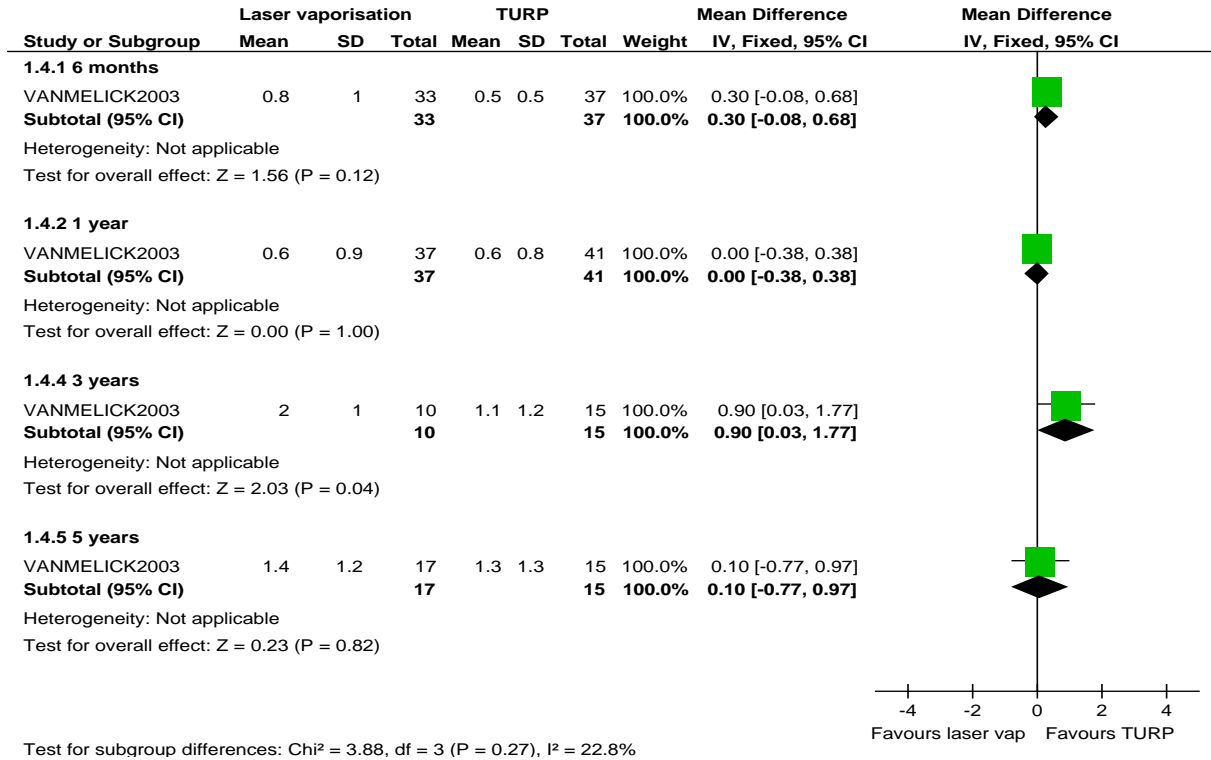 Laser vaporisation TURP Mean Difference Mean Difference
Study or Subgroup Mean SD Total Mean SD Total Weight IV, Fixed, 95% CI IV, Fixed, 95% CI
1.4.1 6 months
VANMELICK2003 0.8 1 33 0.5 0.5 37 100.0% 0.30 [-0.08, 0.68]
Subtotal (95% CI) 33 37 100.0% 0.30 [-0.08, 0.68]
Heterogeneity: Not applicable
Test for overall effect: Z = 1.56 (P = 0.12)
1.4.2 1 year
VANMELICK2003 0.6 0.9 37 0.6 0.8 41 100.0% 0.00 [-0.38, 0.38]
Subtotal (95% CI) 37 41 100.0% 0.00 [-0.38, 0.38]
Heterogeneity: Not applicable
Test for overall effect: Z = 0.00 (P = 1.00)
1.4.4 3 years
VANMELICK2003 2 1 10 1.1 1.2 15 100.0% 0.90 [0.03, 1.77]
Subtotal (95% CI) 10 15 100.0% 0.90 [0.03, 1.77]
Heterogeneity: Not applicable
Test for overall effect: Z = 2.03 (P = 0.04)
1.4.5 5 years
VANMELICK2003 1.4 1.2 17 1.3 1.3 15 100.0% 0.10 [-0.77, 0.97]
Subtotal (95% CI) 17 15 100.0% 0.10 [-0.77, 0.97]
Heterogeneity: Not applicable
Test for overall effect: Z = 0.23 (P = 0.82)
-4 -2 0 2 4
Favours laser vap Favours TURP
Test for subgroup differences: Chi² = 3.88, df = 3 (P = 0.27), I² = 22.8%